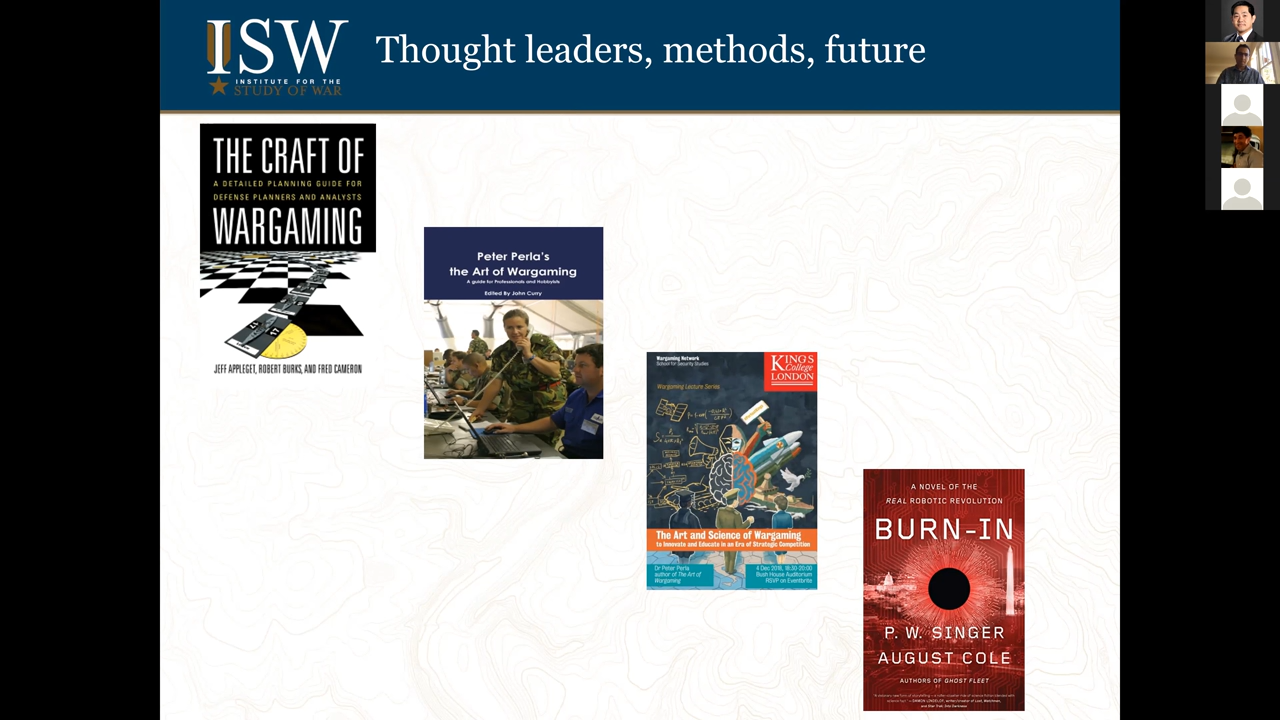 ISW
INSTITUTE FOR THE
STUDY OF WAR
Thought leaders, methods, future
THE CRAFT OF
A DETAILED PLANNING GUIDE FOR
DEFENSE PLANNERS AND ANALYSTS
WARGAMING
JEFF APPLEGET, ROBERT BURKS, AND FRED CAMERON
Peter Perla's
the Art of Wargaming
A guide for Professionals and Hobbyists
Edited By John Curry
Wargaming Network
School for Security Studies
KING'S
College
LONDON
Wargaming Lecture Series
The Art and Science of Wargaming
to Innovate and Educate in an Era of Strategic Competition
Dr Peter Perla
author of The Art of
Wargaming
4 Dec 2018, 18:30-20:00
Bush House Auditorium
RSVP on Eventbrite
A NOVEL OF THE
REAL ROBOTIC REVOLUTION
BURN-IN
P. W. SINGER
AUGUST COLE
AUTHORS OF GHOST FLEET